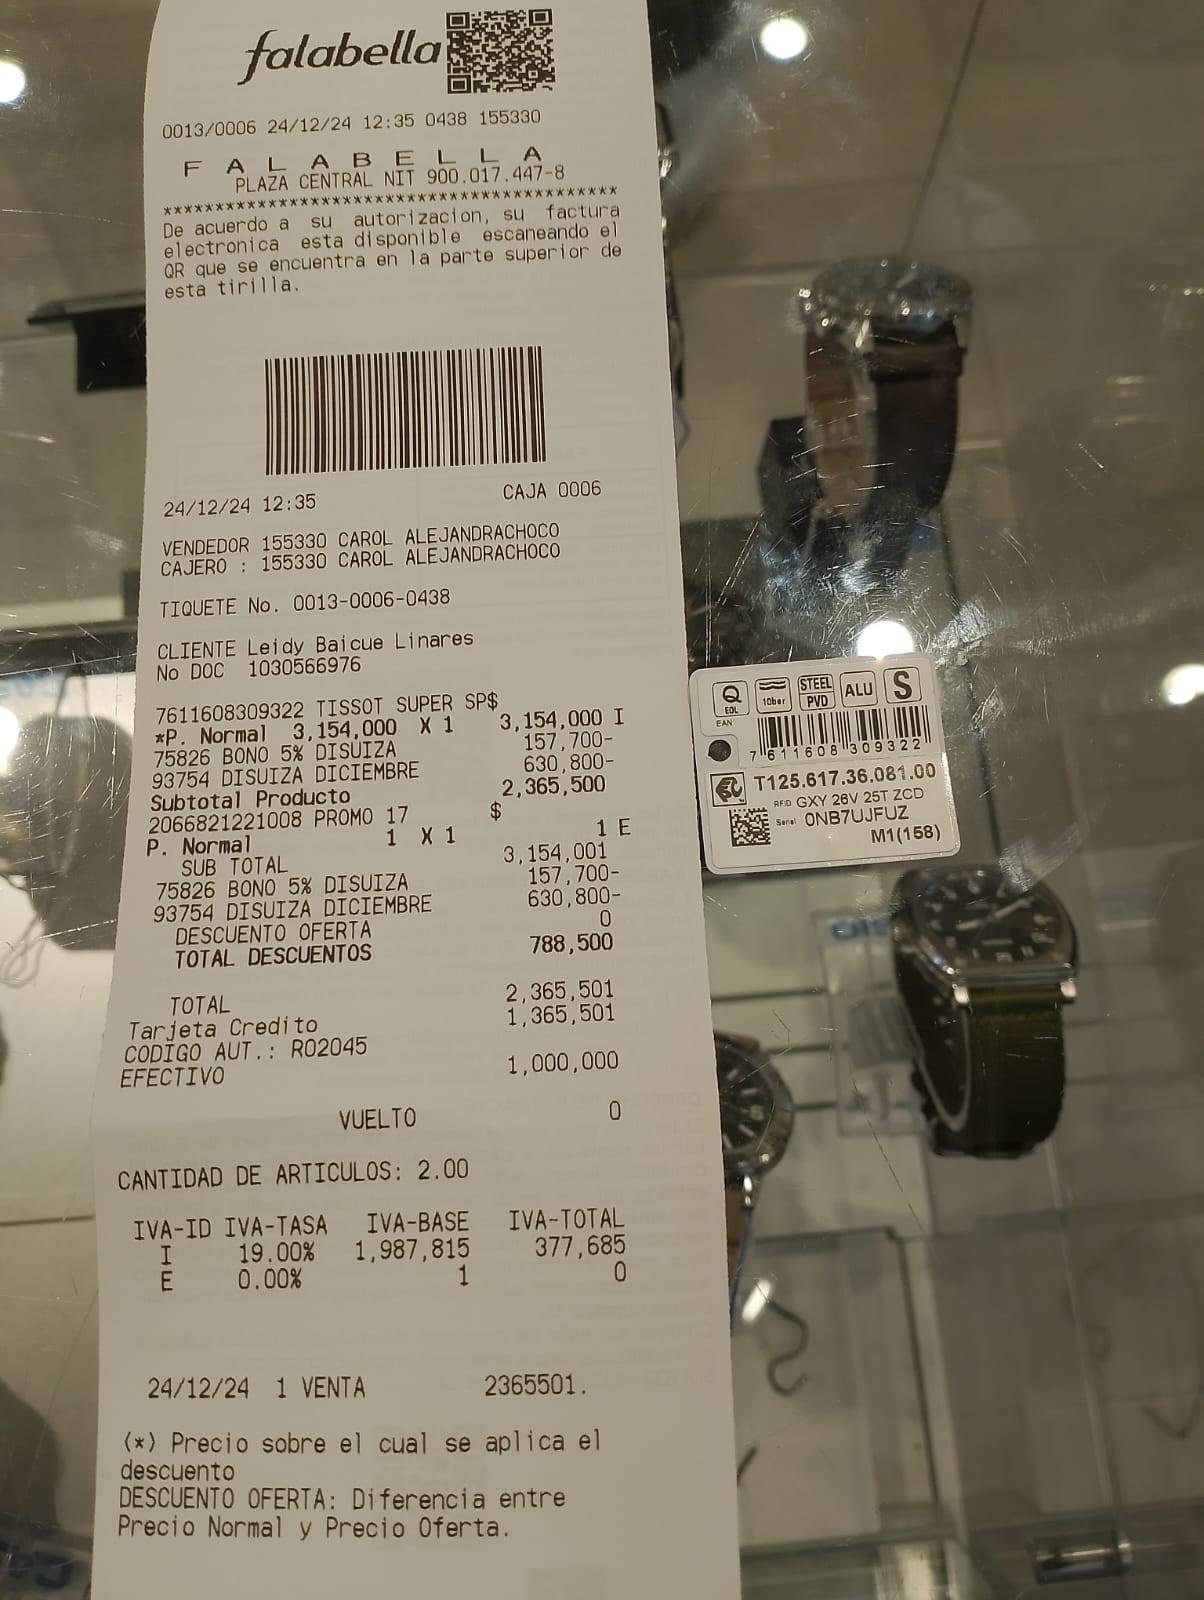 falabella
0013/0006 24/12/24 12:35 0438 155330
F A L A B E L L A
PLAZA CENTRAL NIT 900.017.447-8
********************************************
De acuerdo a su autorizacion, su factura
electronica esta disponible escaneando el
QR que se encuentra en la parte superior de
esta tirilla.
24/12/24 12:35 CAJA 0006
VENDEDOR 155330 CAROL ALEJANDRACHOCO
CAJERO : 155330 CAROL ALEJANDRACHOCO
TIQUETE No. 0013-0006-0438
CLIENTE Leidy Baicue Linares
No DOC 1030566976
7611608309322 TISSOT SUPER SP$
*P. Normal 3,154,000 X 1 3,154,000 I
75826 BONO 5% DISUIZA 157,700-
93754 DISUIZA DICIEMBRE 630,800-
Subtotal Producto 2,365,500
2066821221008 PROMO 17 $
P. Normal 1 X 1 1 E
SUB TOTAL 3,154,001
75826 BONO 5% DISUIZA 157,700-
93754 DISUIZA DICIEMBRE 630,800-
DESCUENTO OFERTA 0
TOTAL DESCUENTOS 788,500
TOTAL 2,365,501
Tarjeta Credito 1,365,501
CODIGO AUT.: R02045
EFECTIVO 1,000,000
VUELTO 0
CANTIDAD DE ARTICULOS: 2.00
IVA-ID IVA-TASA IVA-BASE IVA-TOTAL
I 19.00% 1,987,815 377,685
E 0.00% 1 0
24/12/24 1 VENTA 2365501.
(*) Precio sobre el cual se aplica el
descuento
DESCUENTO OFERTA: Diferencia entre
Precio Normal y Precio Oferta.
Q EOL 10bar STEEL PVD ALU S
EAN
7 611608 309322
T125.617.36.081.00
RFID GXY 26V 25T ZCD
Serial 0NB7UJFUZ
M1(158)